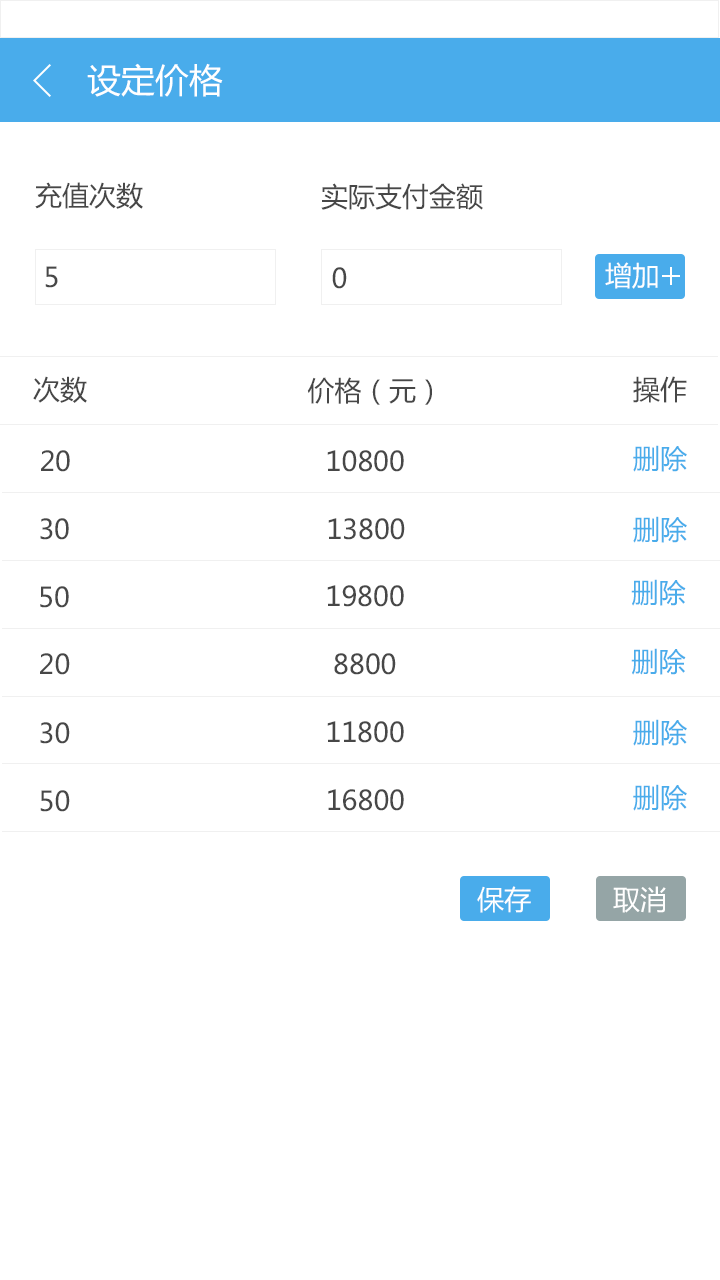 设定价格
充值次数 实际支付金额
5 0 增加+
次数 价格（元） 操作
20 10800 删除
30 13800 删除
50 19800 删除
20 8800 删除
30 11800 删除
50 16800 删除
保存 取消